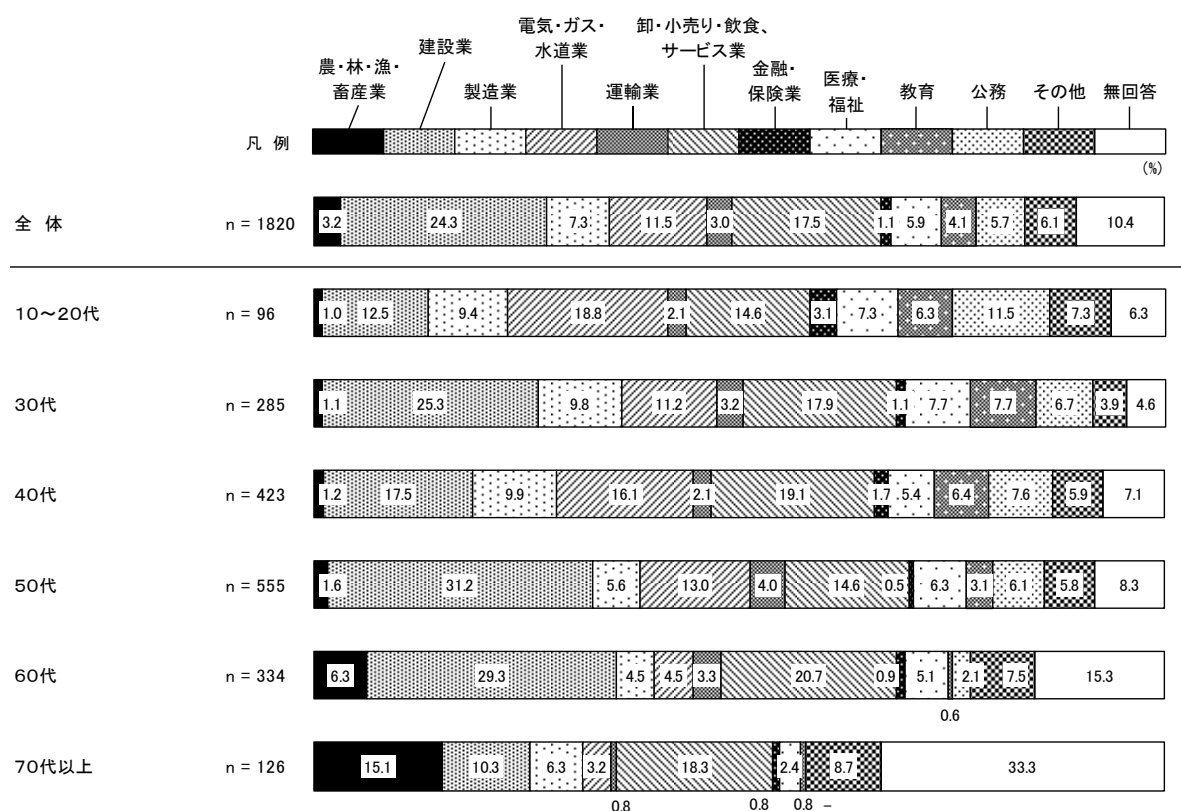 電気・ガス・ 卸・小売り・飲食、
建設業 水道業 サービス業
農・林・漁・ 金融・ 医療・
畜産業 製造業 運輸業 保険業 福祉 教育 公務 その他 無回答
凡 例
(%)
全 体 n = 1820 3.2 24.3 7.3 11.5 3.0 17.5 1.1 5.9 4.1 5.7 6.1 10.4
10～20代 n = 96 1.0 12.5 9.4 18.8 2.1 14.6 3.1 7.3 6.3 11.5 7.3 6.3
30代 n = 285 1.1 25.3 9.8 11.2 3.2 17.9 1.1 7.7 7.7 6.7 3.9 4.6
40代 n = 423 1.2 17.5 9.9 16.1 2.1 19.1 1.7 5.4 6.4 7.6 5.9 7.1
50代 n = 555 1.6 31.2 5.6 13.0 4.0 14.6 0.5 6.3 3.1 6.1 5.8 8.3
60代 n = 334 6.3 29.3 4.5 4.5 3.3 20.7 0.9 5.1 2.1 7.5 15.3
0.6
70代以上 n = 126 15.1 10.3 6.3 3.2 18.3 2.4 8.7 33.3
0.8 0.8 0.8 －